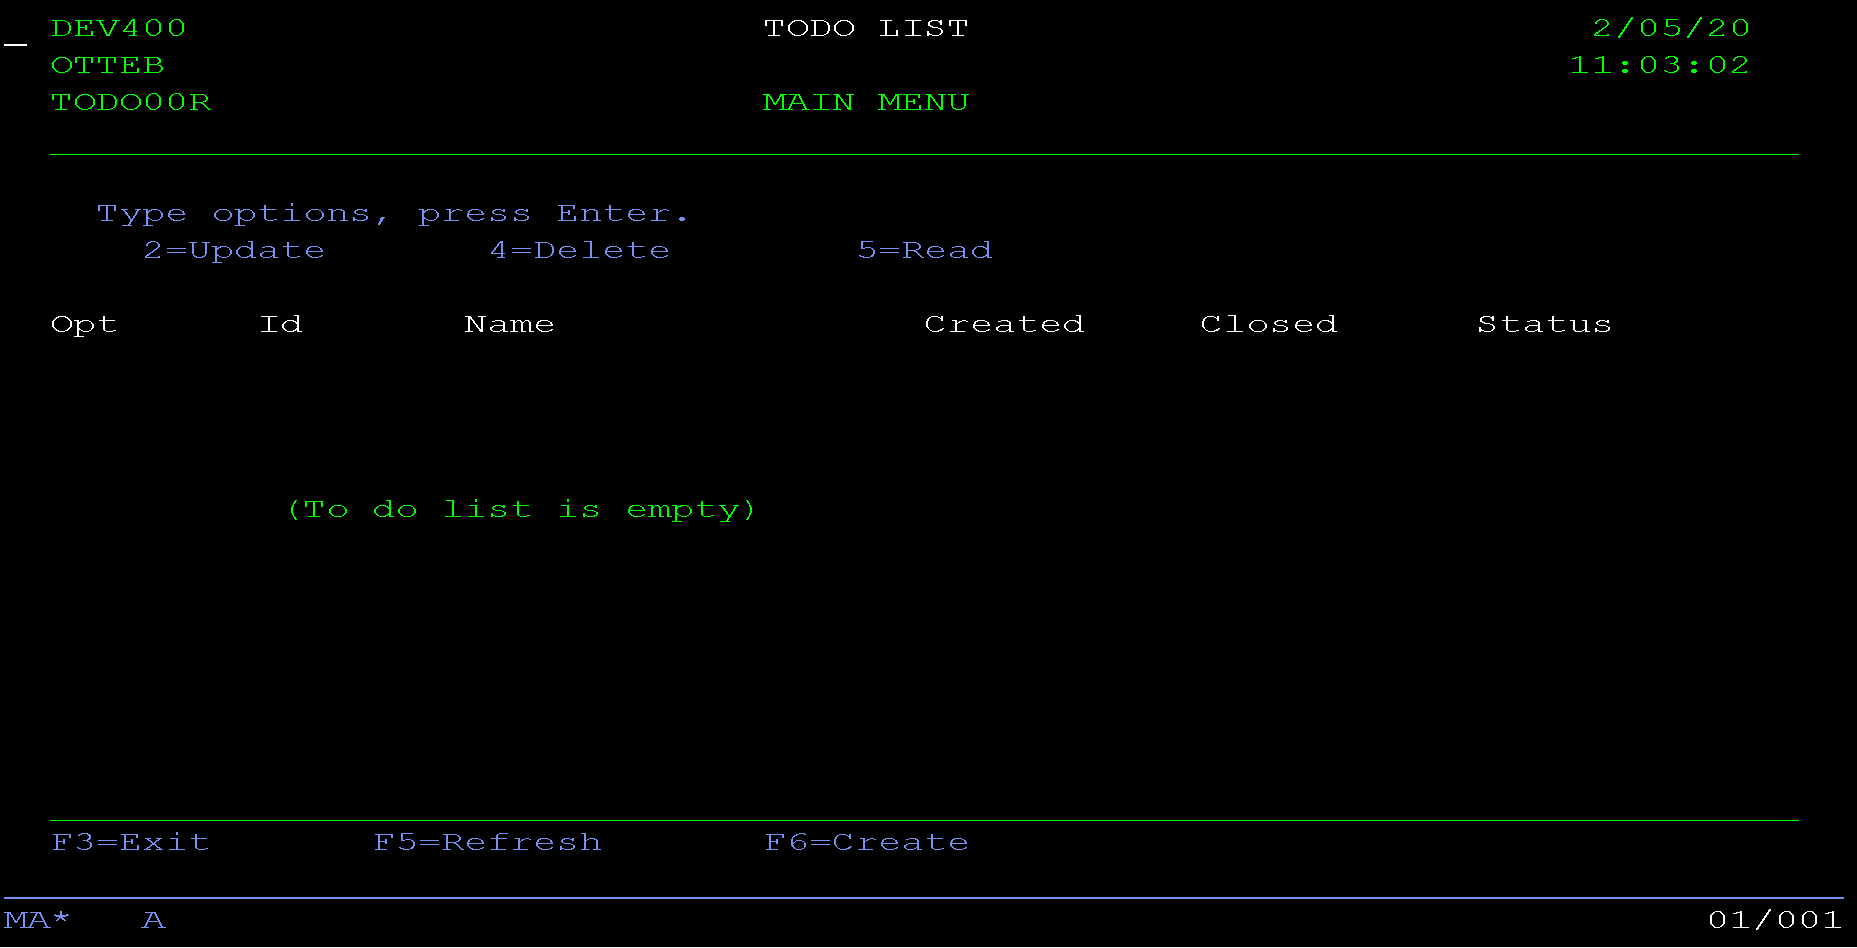 DEV400 TODO LIST 2/05/20
OTTEB 11:03:02
TODO00R MAIN MENU
Type options, press Enter.
2=Update 4=Delete 5=Read
Opt Id Name Created Closed Status
(To do list is empty)
F3=Exit F5=Refresh F6=Create
MA* A 01/001